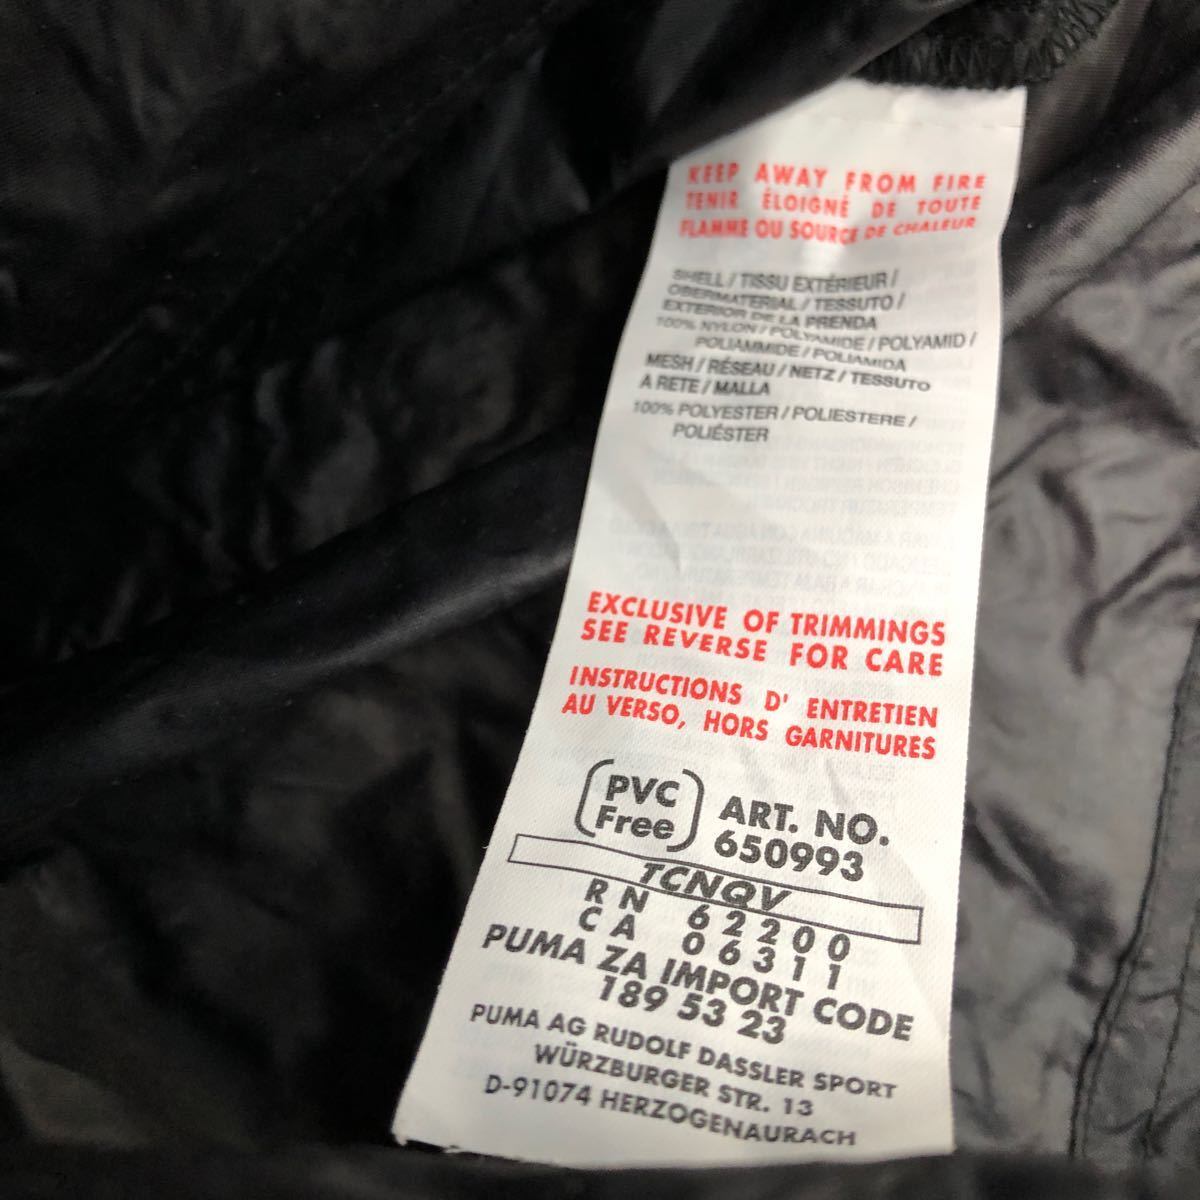 KEEP AWAY FROM FIRE
TENIR ÉLOIGNÉ DE TOUTE
FLAMME OU SOURCE DE CHALEUR
SHELL / TISSU EXTÉRIEUR /
OBERMATERIAL / TESSUTO /
EXTERIOR DE LA PRENDA
100% NYLON / POLYAMIDE / POLYAMID /
POLIAMMIDE / POLIAMIDA
MESH / RÉSEAU / NETZ / TESSUTO
A RETE / MALLA
100% POLYESTER / POLIESTERE /
POLIÉSTER
EXCLUSIVE OF TRIMMINGS
SEE REVERSE FOR CARE
INSTRUCTIONS D' ENTRETIEN
AU VERSO, HORS GARNITURES
PVC
Free
ART. NO.
650993
TCNQV
RN 62200
CA 06311
PUMA ZA IMPORT CODE
189 53 23
PUMA AG RUDOLF DASSLER SPORT
WÜRZBURGER STR. 13
D-91074 HERZOGENAURACH